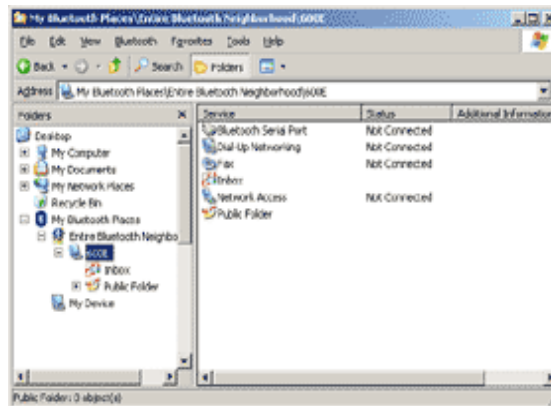 My Bluetooth Places\Entire Bluetooth Neighborhood\600E
File Edit View Bluetooth Favorites Tools Help
Back Search Folders
Address My Bluetooth Places\Entire Bluetooth Neighborhood\600E
Folders
Desktop
My Computer
My Documents
My Network Places
Recycle Bin
My Bluetooth Places
Entire Bluetooth Neighbo
600E
Inbox
Public Folder
My Device
Service Status Additional Information
Bluetooth Serial Port Not Connected
Dial-Up Networking Not Connected
Fax Not Connected
Inbox
Network Access Not Connected
Public Folder
Public Folder: 0 object(s)